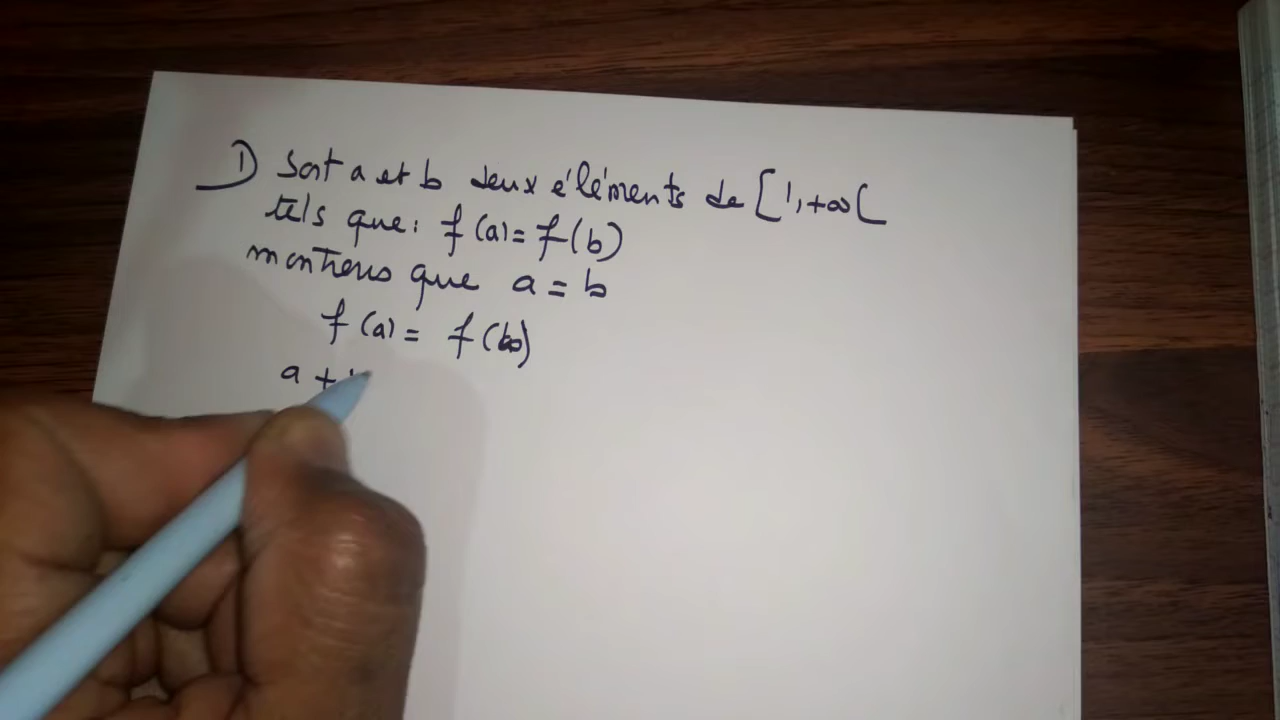 1) Soit a et b deux éléments de [1,+∞[
tels que: f(a)=f(b)
montrons que a = b
f(a) = f(b)
a +